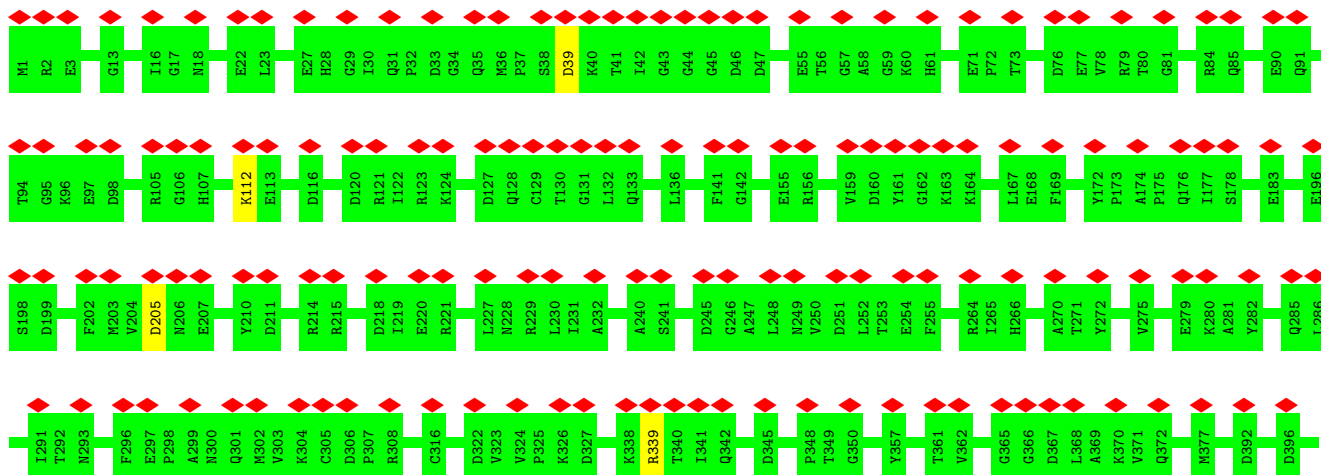 M1 R2 E3 G13 I16 G17 N18 E22 L23 E27 H28 G29 I30 Q31 P32 D33 G34 Q35 M36 P37 S38 D39 K40 T41 I42 G43 G44 G45 D46 D47 E55 T56 G57 A58 G59 K60 H61 E71 P72 T73 D76 E77 V78 R79 T80 G81 R84 Q85 E90 Q91
T94 G95 K96 E97 D98 R105 G106 H107 K112 E113 D116 D120 R121 I122 R123 K124 D127 Q128 C129 T130 G131 L132 Q133 L136 F141 G142 E155 R156 V159 D160 Y161 G162 K163 K164 L167 E168 F169 Y172 P173 A174 P175 Q176 I177 S178 E183 E196
S198 D199 F202 M203 V204 D205 N206 E207 Y210 D211 R214 R215 D218 I219 E220 R221 L227 N228 R229 L230 I231 A232 A240 S241 D245 G246 A247 L248 N249 V250 D251 L252 T253 E254 F255 R264 I265 H266 A270 T271 Y272 V275 E279 K280 A281 Y282 Q285 L286
I291 T292 N293 F296 E297 P298 A299 N300 Q301 M302 V303 K304 C305 D306 P307 R308 C316 D322 V323 V324 P325 K326 D327 K338 R339 T340 I341 Q342 D345 P348 T349 G350 Y357 T361 V362 G365 G366 D367 L368 A369 K370 V371 Q372 M377 D392 D396